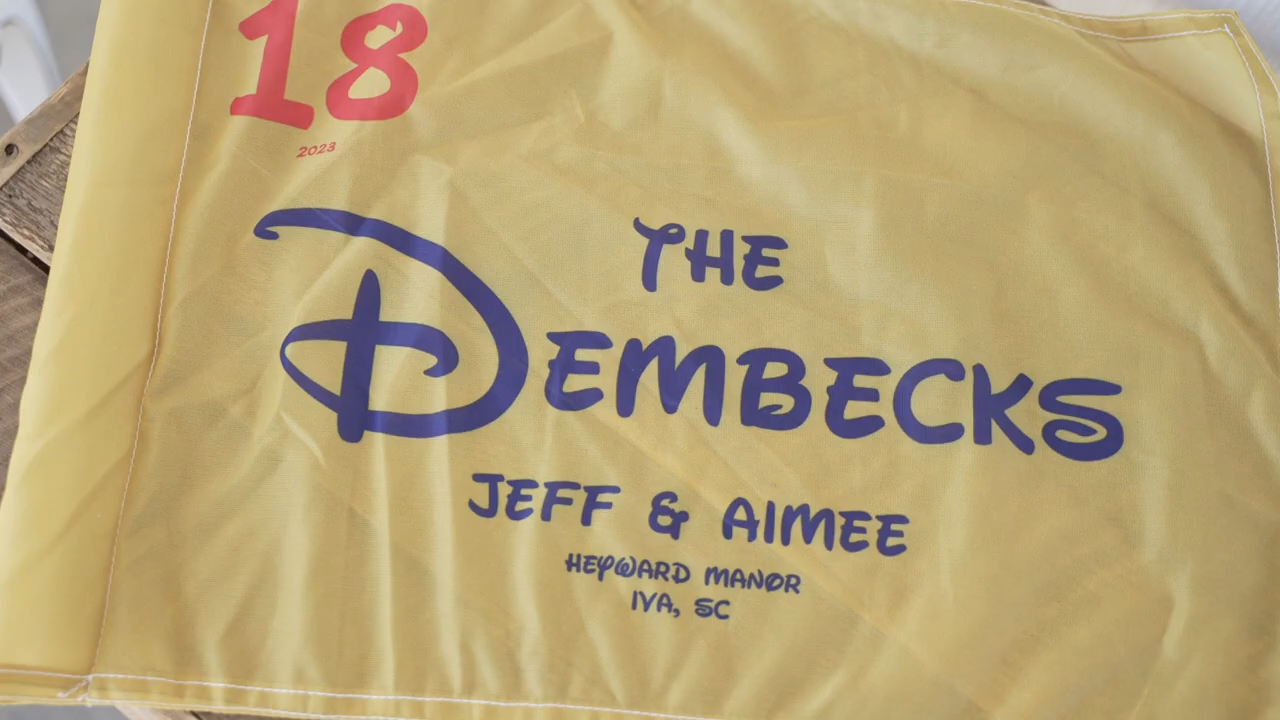 18
2023
THE
DEMBECKS
JEFF & AIMEE
HEYWARD MANOR
IVA, SC